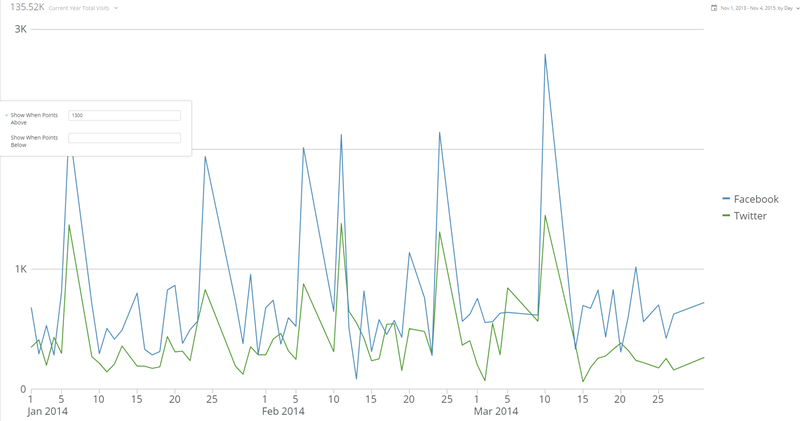 135.52K Current Year Total Visits
Nov 1, 2013 - Nov 4, 2015, by Day
3K
Show When Points
Above
1300
Show When Points
Below
Facebook
Twitter
1K
0
1 5 10 15 20 25 1 5 10 15 20 25 1 5 10 15 20 25
Jan 2014 Feb 2014 Mar 2014